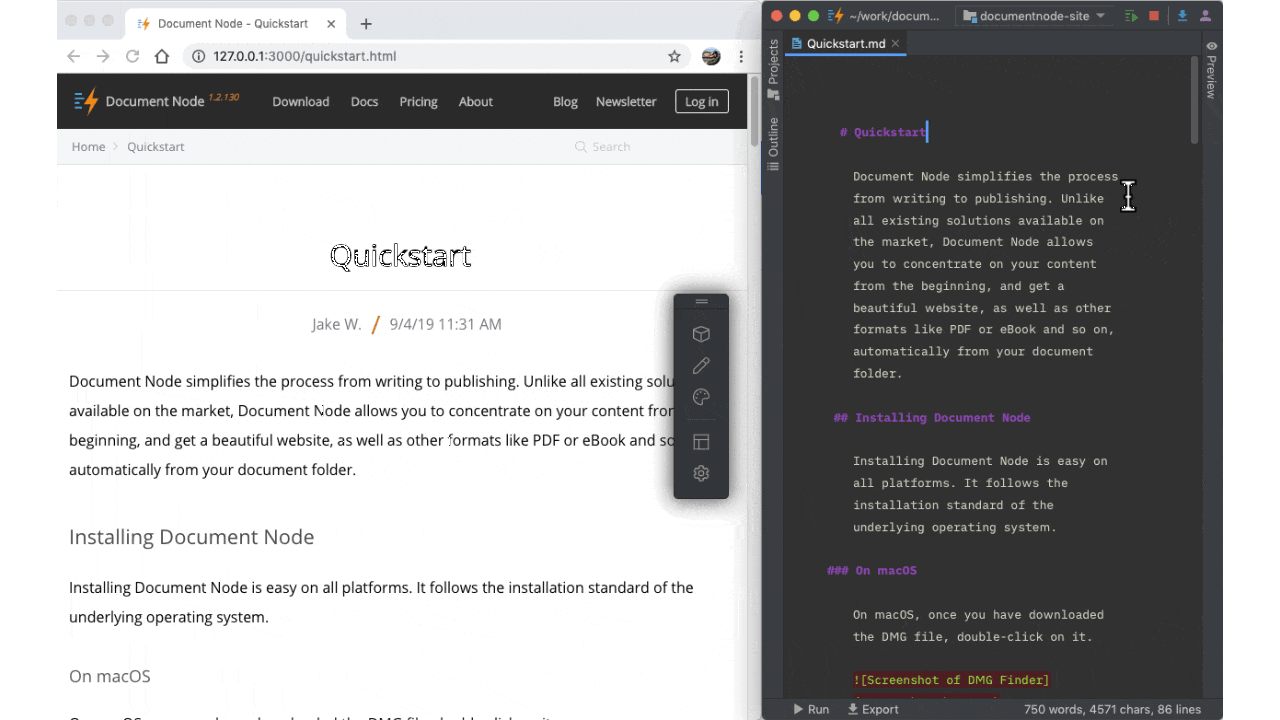 Document Node - Quickstart
127.0.0.1:3000/quickstart.html
Document Node 1.2.130 Download Docs Pricing About Blog Newsletter Log in
Home Quickstart Search
Quickstart
Jake W. / 9/4/19 11:31 AM
Document Node simplifies the process from writing to publishing. Unlike all existing solu
available on the market, Document Node allows you to concentrate on your content from
beginning, and get a beautiful website, as well as other formats like PDF or eBook and so
automatically from your document folder.
Installing Document Node
Installing Document Node is easy on all platforms. It follows the installation standard of the
underlying operating system.
On macOS
~/work/docum... documentnode-site
Quickstart.md
Projects
Outline
Preview
# Quickstart
Document Node simplifies the process
from writing to publishing. Unlike
all existing solutions available on
the market, Document Node allows
you to concentrate on your content
from the beginning, and get a
beautiful website, as well as other
formats like PDF or eBook and so on,
automatically from your document
folder.
## Installing Document Node
Installing Document Node is easy on
all platforms. It follows the
installation standard of the
underlying operating system.
### On macOS
On macOS, once you have downloaded
the DMG file, double-click on it.
![Screenshot of DMG Finder]
Run Export 750 words, 4571 chars, 86 lines